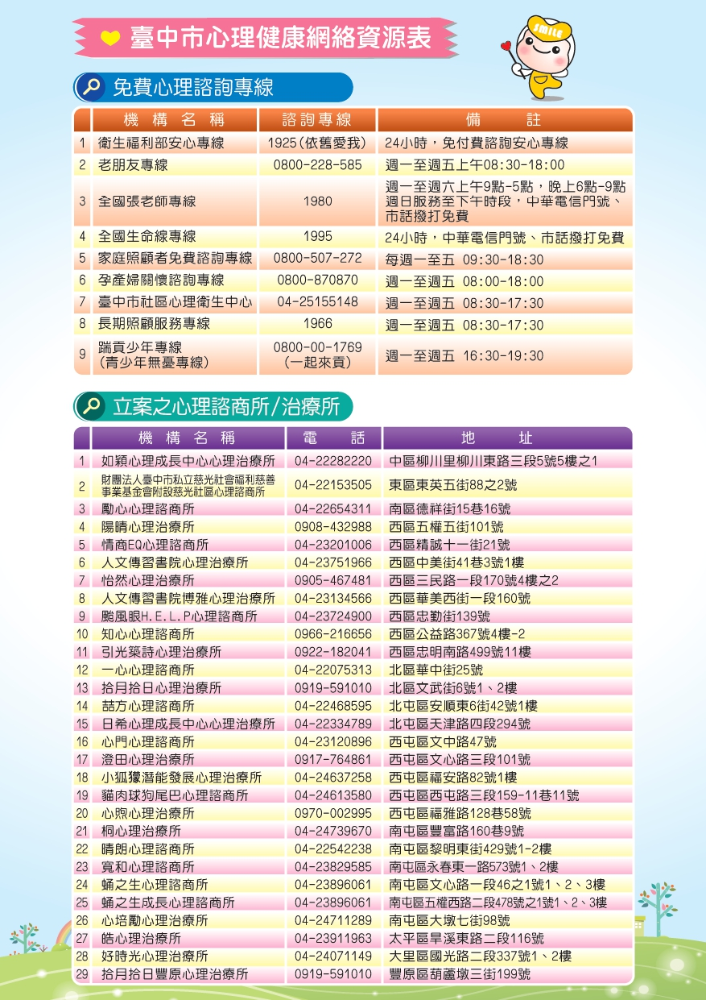 臺中市心理健康網絡資源表
SMILE
免費心理諮詢專線
機構名稱 諮詢專線 備註
1 衛生福利部安心專線 1925(依舊愛我) 24小時，免付費諮詢安心專線
2 老朋友專線 0800-228-585 週一至週五上午08:30-18:00
3 全國張老師專線 1980 週一至週六上午9點-5點，晚上6點-9點
週日服務至下午時段，中華電信門號、
市話撥打免費
4 全國生命線專線 1995 24小時，中華電信門號、市話撥打免費
5 家庭照顧者免費諮詢專線 0800-507-272 每週一至五 09:30-18:30
6 孕產婦關懷諮詢專線 0800-870870 週一至週五 08:00-18:00
7 臺中市社區心理衛生中心 04-25155148 週一至週五 08:30-17:30
8 長期照顧服務專線 1966 週一至週五 08:30-17:30
9 踹貢少年專線 0800-00-1769 週一至週五 16:30-19:30
(青少年無憂專線) (一起來貢)
立案之心理諮商所/治療所
機構名稱 電話 地址
1 如穎心理成長中心心理治療所 04-22282220 中區柳川里柳川東路三段5號5樓之1
2 財團法人臺中市私立慈光社會福利慈善 04-22153505 東區東英五街88之2號
事業基金會附設慈光社區心理諮商所
3 勵心心理諮商所 04-22654311 南區德祥街15巷16號
4 陽晴心理治療所 0908-432988 西區五權五街101號
5 情商EQ心理諮商所 04-23201006 西區精誠十一街21號
6 人文傳習書院心理治療所 04-23751966 西區中美街41巷3號1樓
7 怡然心理治療所 0905-467481 西區三民路一段170號4樓之2
8 人文傳習書院博雅心理治療所 04-23134566 西區華美西街一段160號
9 颱風眼H.E.L.P心理諮商所 04-23724900 西區忠勤街139號
10 知心心理諮商所 0966-216656 西區公益路367號4樓-2
11 引光築詩心理治療所 0922-182041 西區忠明南路499號11樓
12 一心心理諮商所 04-22075313 北區華中街25號
13 拾月拾日心理治療所 0919-591010 北區文武街6號1、2樓
14 喆方心理諮商所 04-22468595 北屯區安順東6街42號1樓
15 日希心理成長中心心理治療所 04-22334789 北屯區天津路四段294號
16 心門心理諮商所 04-23120896 西屯區文中路47號
17 澄田心理治療所 0917-764861 西屯區文心路三段101號
18 小狐獴潛能發展心理治療所 04-24637258 西屯區福安路82號1樓
19 貓肉球狗尾巴心理諮商所 04-24613580 西屯區西屯路三段159-11巷11號
20 心煦心理治療所 0970-002995 西屯區福雅路128巷58號
21 桐心理治療所 04-24739670 南屯區豐富路160巷9號
22 晴朗心理諮商所 04-22542238 南屯區黎明東街429號1-2樓
23 寬和心理諮商所 04-23829585 南屯區永春東一路573號1、2樓
24 蛹之生心理諮商所 04-23896061 南屯區文心路一段46之1號1、2、3樓
25 蛹之生成長心理諮商所 04-23896061 南屯區五權西路二段478號之1號1、2、3樓
26 心培勵心理治療所 04-24711289 南屯區大墩七街98號
27 皓心理治療所 04-23911963 太平區旱溪東路二段116號
28 好時光心理治療所 04-24071149 大里區國光路二段337號1、2樓
29 拾月拾日豐原心理治療所 0919-591010 豐原區葫蘆墩三街199號